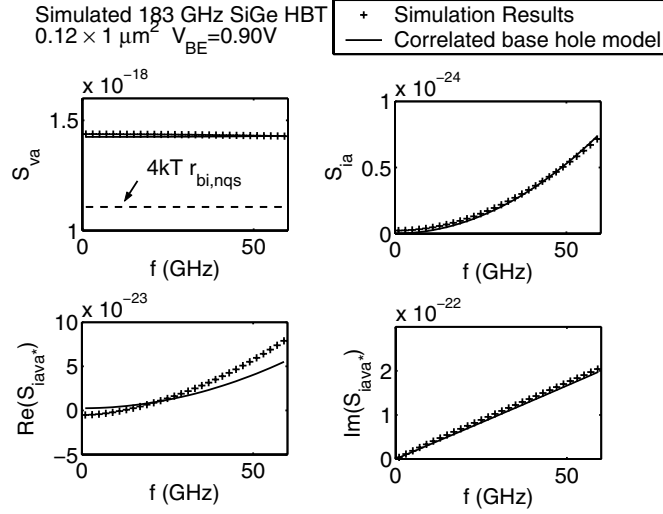 Simulated 183 GHz SiGe HBT
0.12 × 1 μm² V_BE=0.90V
+ Simulation Results
— Correlated base hole model
x 10⁻¹⁸
1.5
1
S_va
4kT r_bi,nqs
0
50
f (GHz)
x 10⁻²⁴
1
0.5
0
S_ia
0
50
f (GHz)
x 10⁻²³
10
5
0
−5
Re(S_iava*)
0
50
f (GHz)
x 10⁻²²
2
1
0
Im(S_iava*)
0
50
f (GHz)